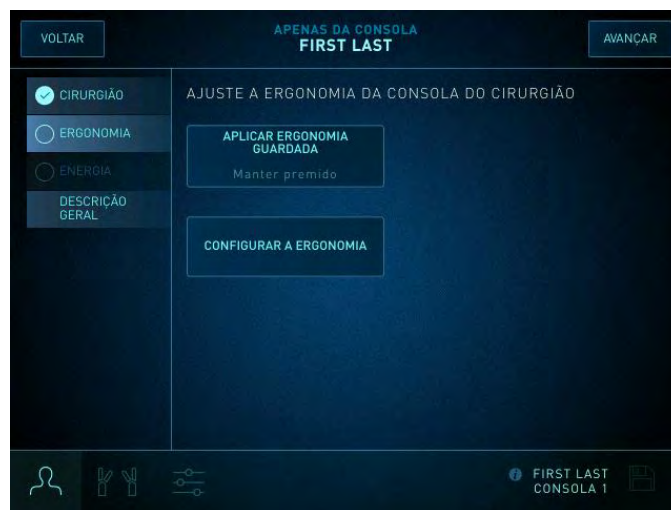 VOLTAR
APENAS DA CONSOLA
FIRST LAST
AVANÇAR
CIRURGIÃO
ERGONOMIA
ENERGIA
DESCRIÇÃO
GERAL
AJUSTE A ERGONOMIA DA CONSOLA DO CIRURGIÃO
APLICAR ERGONOMIA
GUARDADA
Manter premido
CONFIGURAR A ERGONOMIA
FIRST LAST
CONSOLA 1